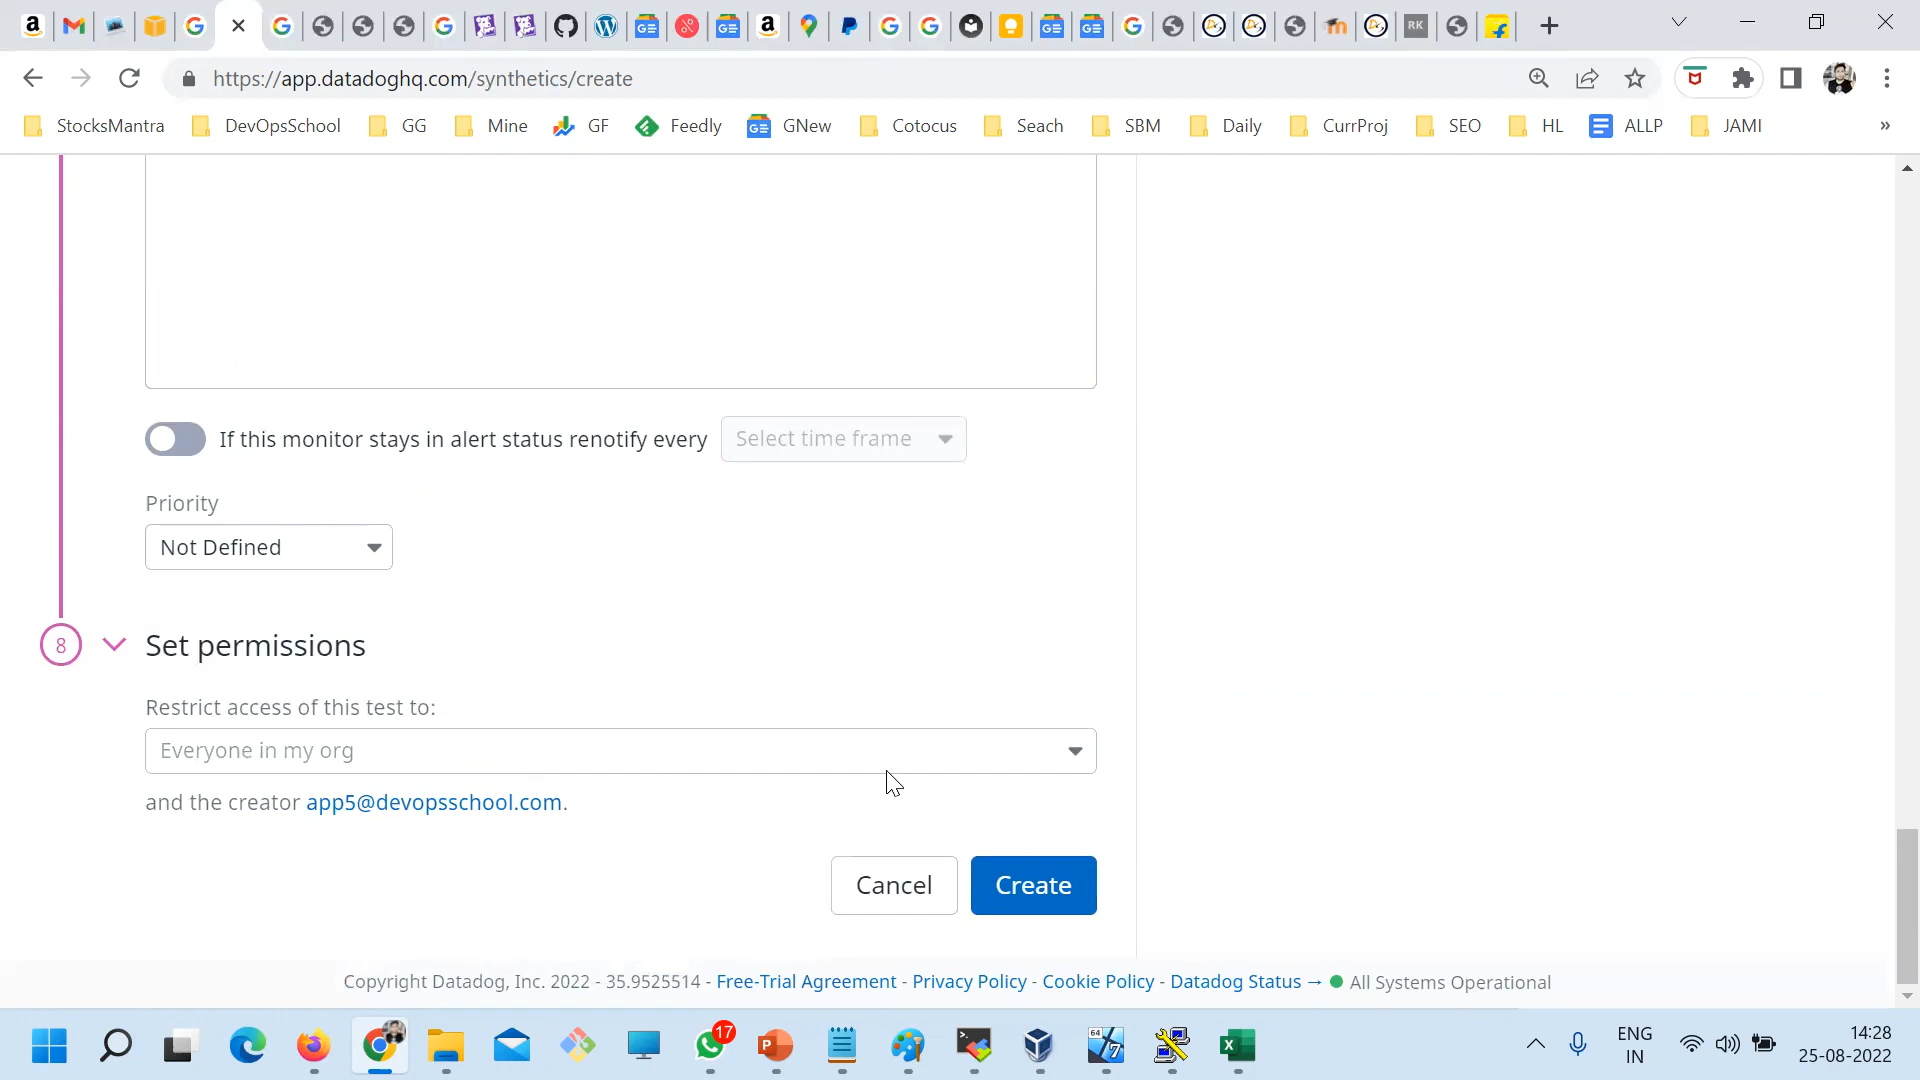 https://app.datadoghq.com/synthetics/create
StocksMantra DevOpsSchool GG Mine GF Feedly GNew Cotocus Seach SBM Daily CurrProj SEO HL ALLP JAMI »
If this monitor stays in alert status renotify every Select time frame
Priority
Not Defined
8 Set permissions
Restrict access of this test to:
Everyone in my org
and the creator app5@devopsschool.com.
Cancel Create
Copyright Datadog, Inc. 2022 - 35.9525514 - Free-Trial Agreement - Privacy Policy - Cookie Policy - Datadog Status → All Systems Operational
17
ENG
IN
14:28
25-08-2022